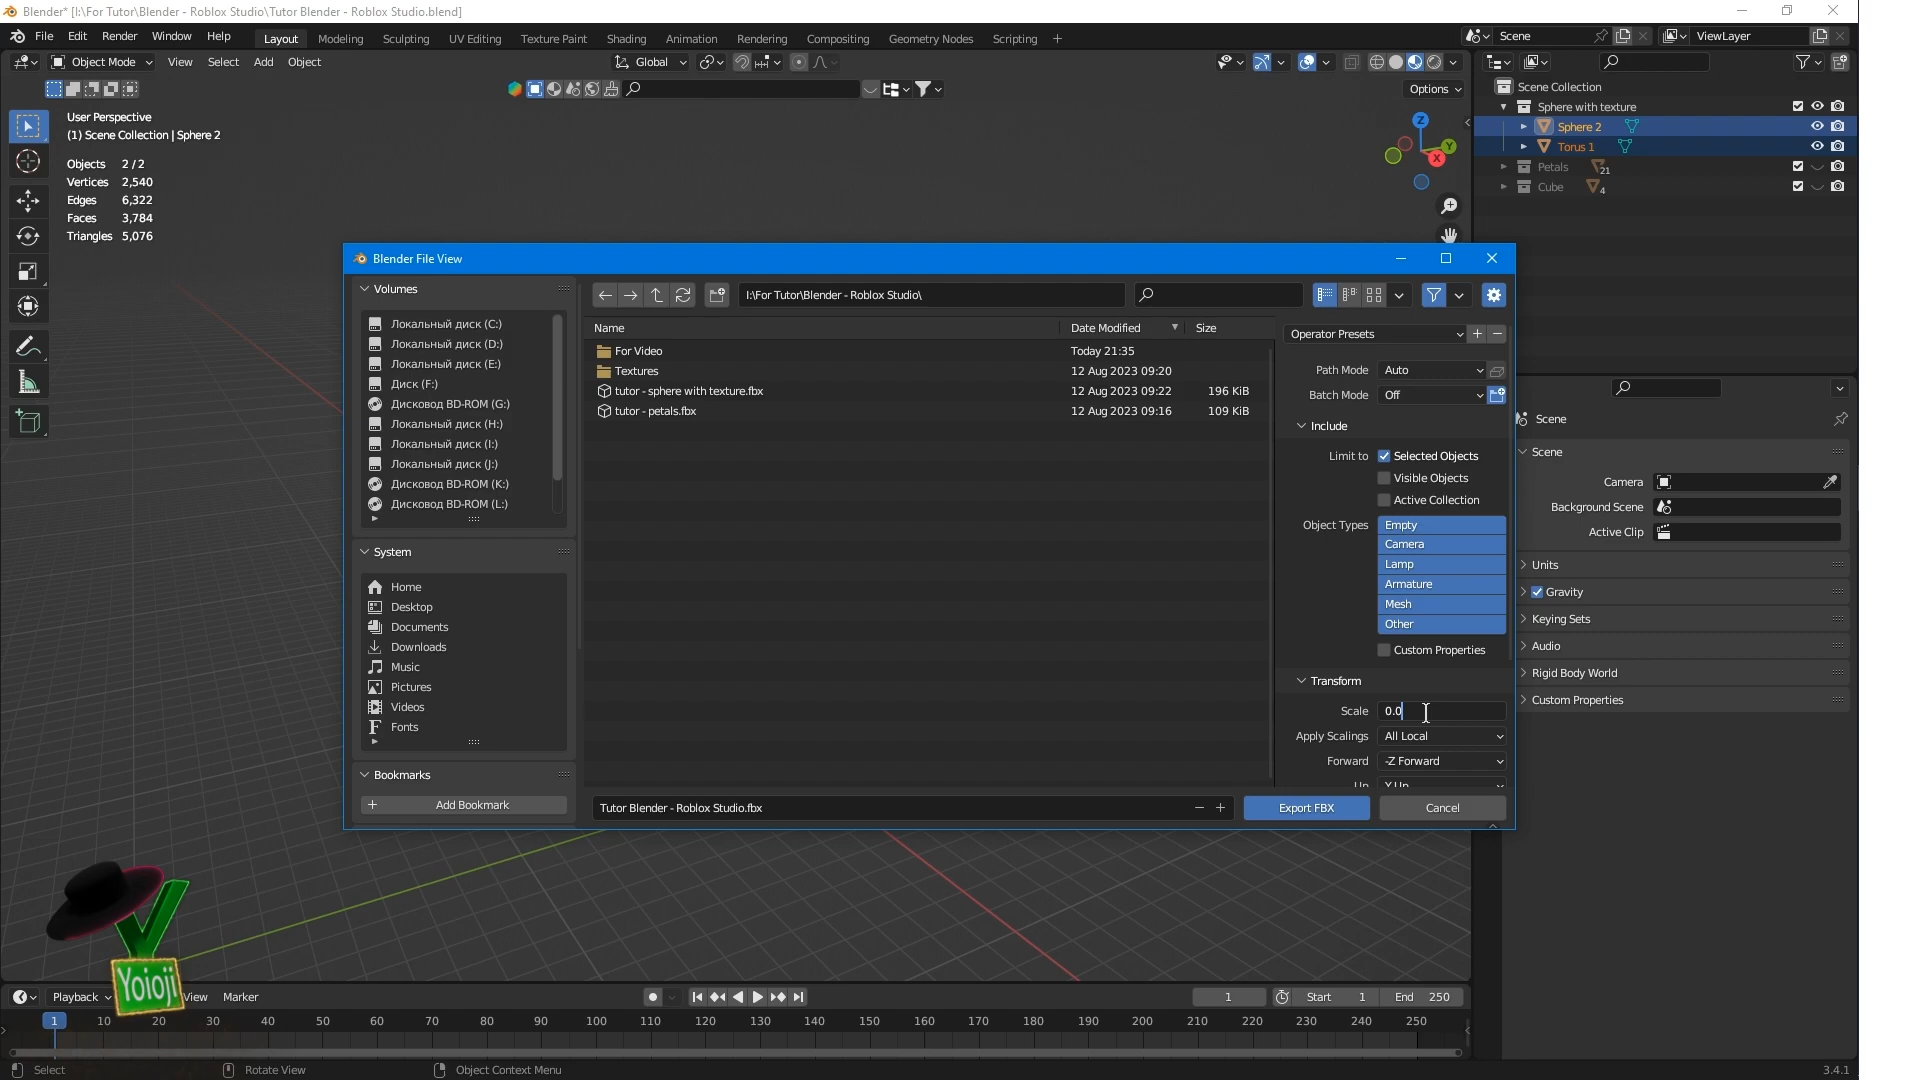 Blender* [I:\For Tutor\Blender - Roblox Studio\Tutor Blender - Roblox Studio.blend]
File Edit Render Window Help
Layout Modeling Sculpting UV Editing Texture Paint Shading Animation Rendering Compositing Geometry Nodes Scripting +
Scene
ViewLayer
Object Mode View Select Add Object
Global
Options
User Perspective
(1) Scene Collection | Sphere 2
Objects 2 / 2
Vertices 2,540
Edges 6,322
Faces 3,784
Triangles 5,076
Z
Y
X
Scene Collection
Sphere with texture
Sphere 2
Torus 1
Petals 21
Cube 4
Blender File View
Volumes
Локальный диск (C:)
Локальный диск (D:)
Локальный диск (E:)
Диск (F:)
Дисковод BD-ROM (G:)
Локальный диск (H:)
Локальный диск (I:)
Локальный диск (J:)
Дисковод BD-ROM (K:)
Дисковод BD-ROM (L:)
System
Home
Desktop
Documents
Downloads
Music
Pictures
Videos
Fonts
Bookmarks
+ Add Bookmark
I:\For Tutor\Blender - Roblox Studio\
Name Date Modified Size
For Video Today 21:35
Textures 12 Aug 2023 09:20
tutor - sphere with texture.fbx 12 Aug 2023 09:22 196 KiB
tutor - petals.fbx 12 Aug 2023 09:16 109 KiB
Operator Presets
Path Mode Auto
Batch Mode Off
Include
Limit to Selected Objects
Visible Objects
Active Collection
Object Types Empty
Camera
Lamp
Armature
Mesh
Other
Custom Properties
Transform
Scale 0.0
Apply Scalings All Local
Forward -Z Forward
Up Y Up
Tutor Blender - Roblox Studio.fbx
Export FBX
Cancel
Scene
Scene
Camera
Background Scene
Active Clip
Units
Gravity
Keying Sets
Audio
Rigid Body World
Custom Properties
Yoioji
Playback View Marker
1 Start 1 End 250
1 10 20 30 40 50 60 70 80 90 100 110 120 130 140 150 160 170 180 190 200 210 220 230 240 250
Select Rotate View Object Context Menu 3.4.1